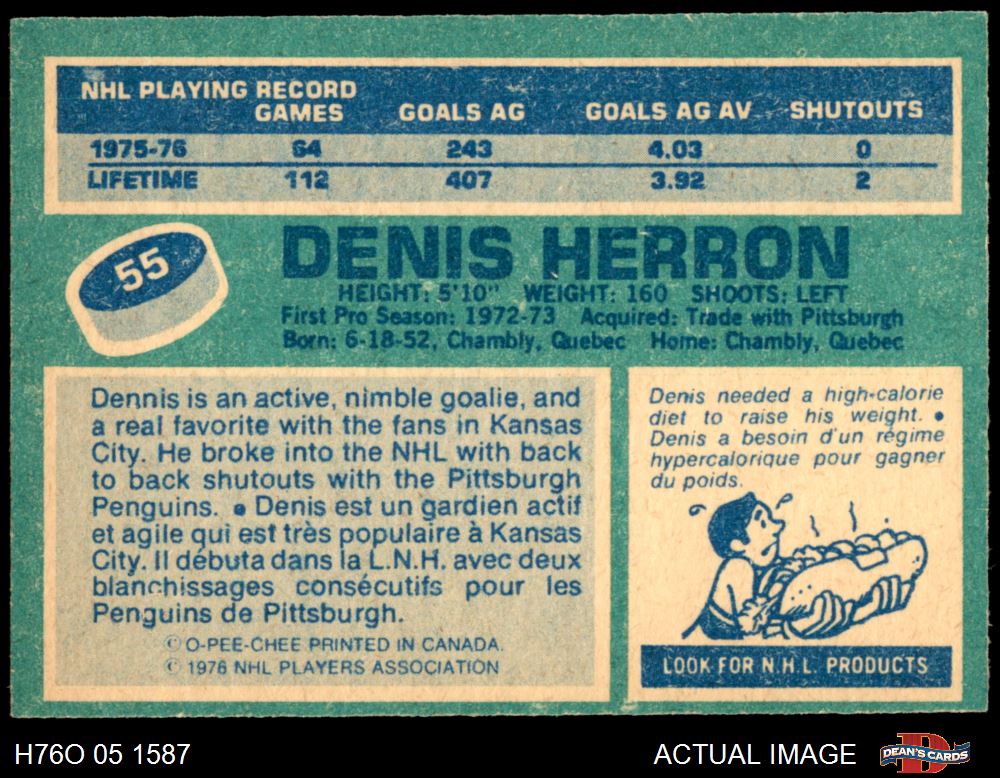 NHL PLAYING RECORD
GAMES GOALS AG GOALS AG AV SHUTOUTS
1975-76 64 243 4.03 0
LIFETIME 112 407 3.92 2
55
DENIS HERRON
HEIGHT: 5'10" WEIGHT: 160 SHOOTS: LEFT
First Pro Season: 1972-73 Acquired: Trade with Pittsburgh
Born: 6-18-52, Chambly, Quebec Home: Chambly, Quebec
Dennis is an active, nimble goalie, and
a real favorite with the fans in Kansas
City. He broke into the NHL with back
to back shutouts with the Pittsburgh
Penguins. • Denis est un gardien actif
et agile qui est très populaire à Kansas
City. Il débuta dans la L.N.H. avec deux
blanchissages consécutifs pour les
Penguins de Pittsburgh.
© O-PEE-CHEE PRINTED IN CANADA.
© 1976 NHL PLAYERS ASSOCIATION
Denis needed a high-calorie
diet to raise his weight. •
Denis a besoin d'un régime
hypercalorique pour gagner
du poids.
LOOK FOR N.H.L. PRODUCTS
H76O 05 1587
ACTUAL IMAGE
DEAN'S CARDS